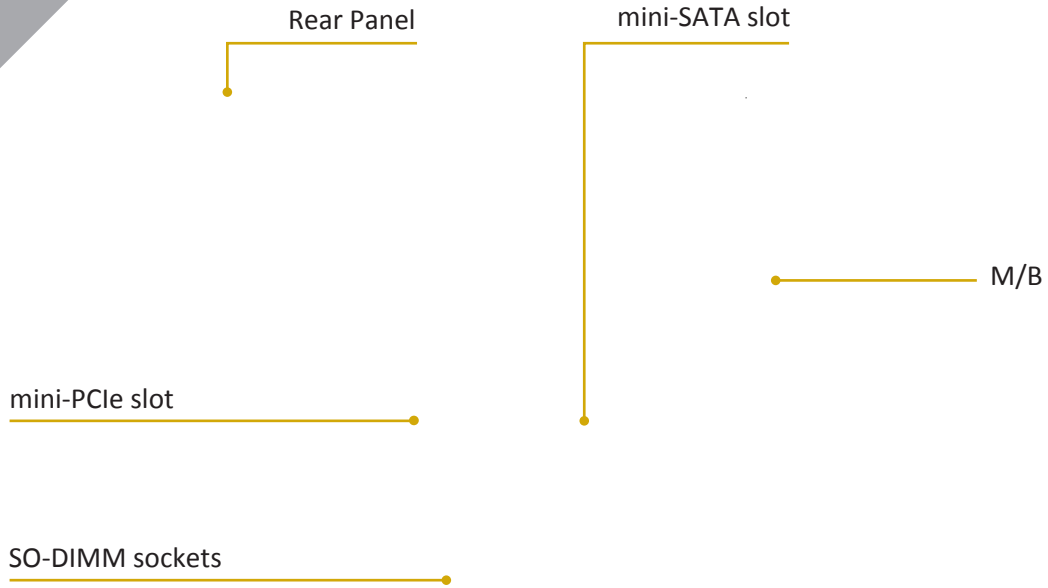 Rear Panel
mini-SATA slot
M/B
mini-PCIe slot
SO-DIMM sockets